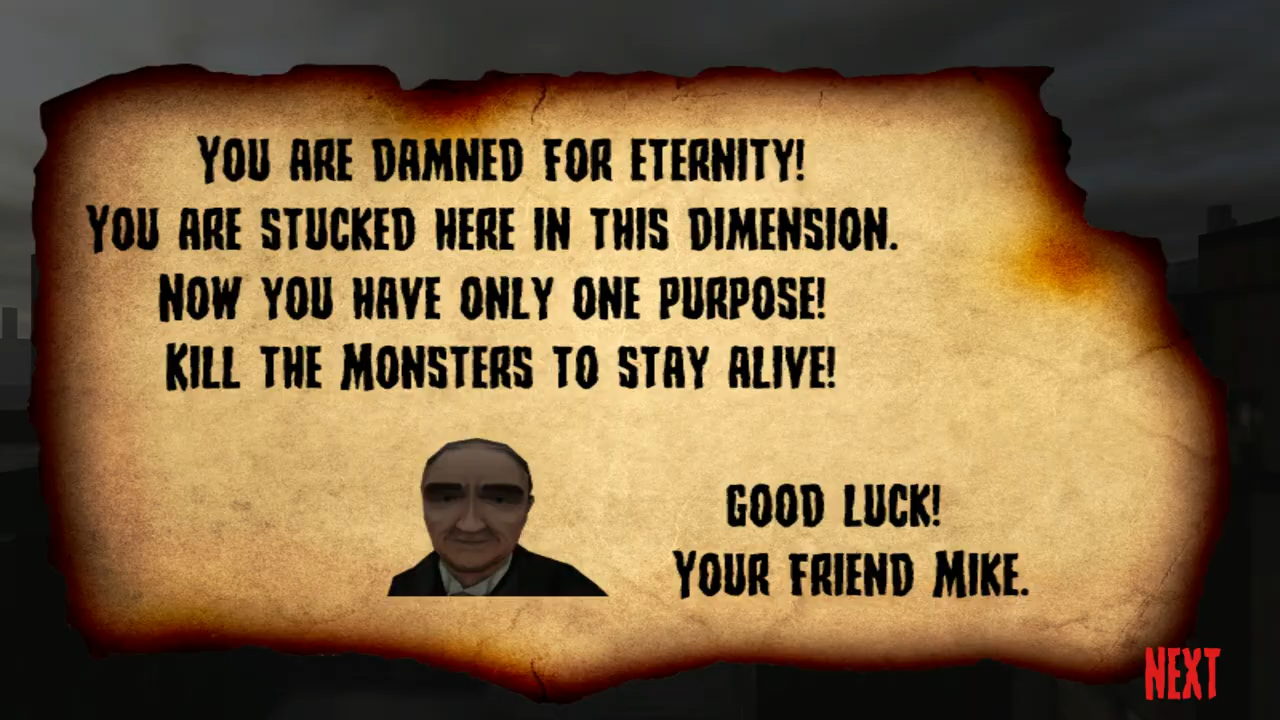 You are damned for eternity!
You are stucked here in this dimension.
Now you have only one purpose!
Kill the Monsters to stay alive!
Good luck!
Your friend Mike.
NEXT